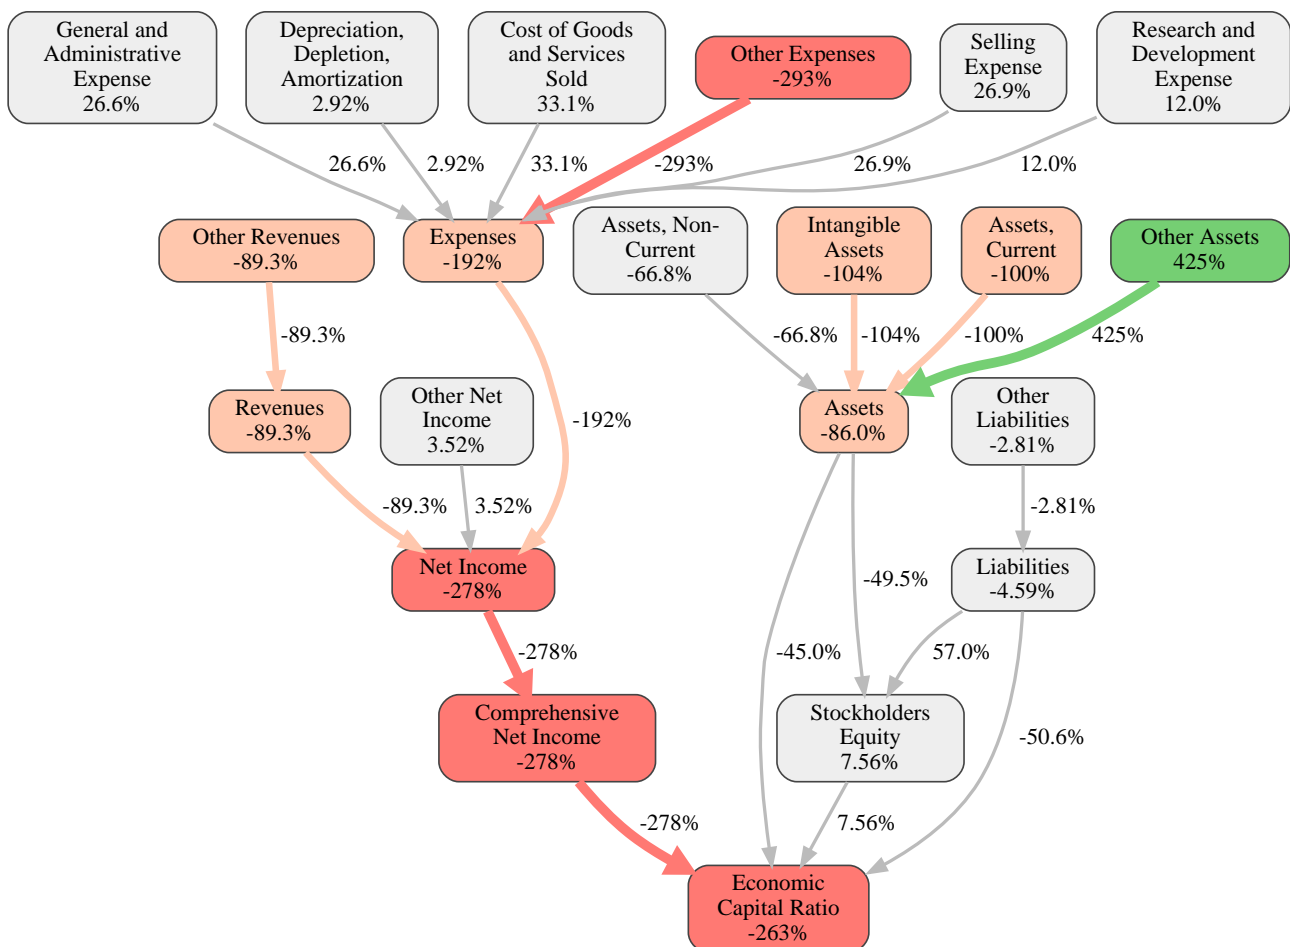 General and
Administrative
Expense
26.6%
Depreciation,
Depletion,
Amortization
2.92%
Cost of Goods
and Services
Sold
33.1%
Other Expenses
-293%
Selling
Expense
26.9%
Research and
Development
Expense
12.0%
26.6%
2.92%
33.1%
-293%
26.9%
12.0%
Other Revenues
-89.3%
Expenses
-192%
Assets, Non-
Current
-66.8%
Intangible
Assets
-104%
Assets,
Current
-100%
Other Assets
425%
-89.3%
-66.8%
-104%
-100%
425%
Revenues
-89.3%
Other Net
Income
3.52%
-192%
Assets
-86.0%
Other
Liabilities
-2.81%
-89.3%
3.52%
-2.81%
Net Income
-278%
-49.5%
Liabilities
-4.59%
-278%
-45.0%
57.0%
Comprehensive
Net Income
-278%
Stockholders
Equity
7.56%
-50.6%
-278%
7.56%
Economic
Capital Ratio
-263%